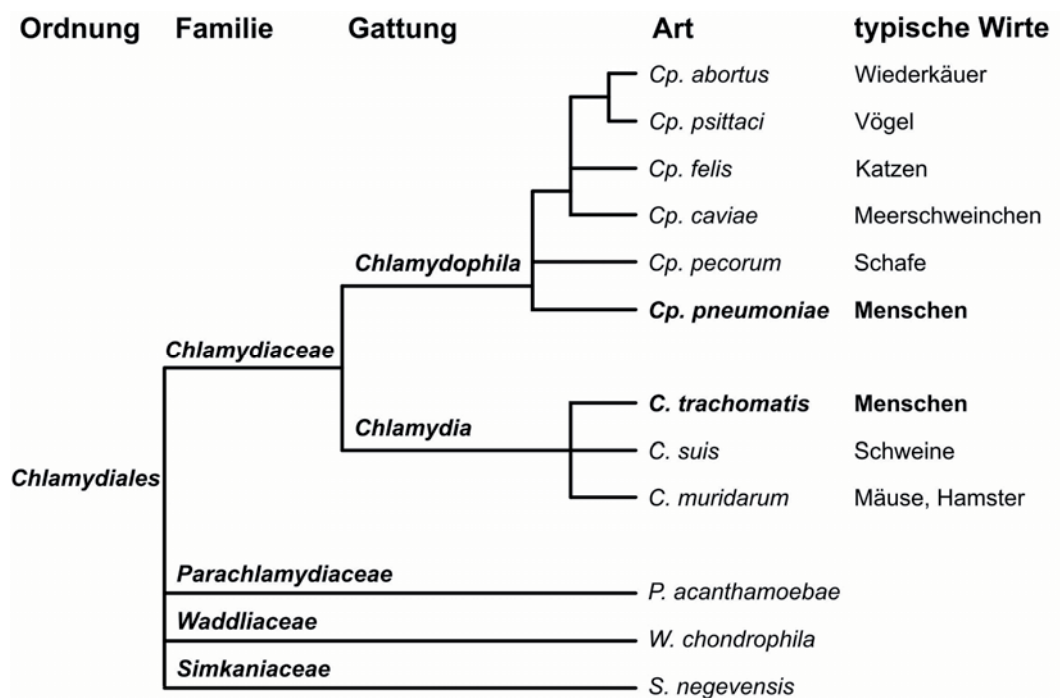 Ordnung Familie Gattung Art typische Wirte
Cp. abortus Wiederkäuer
Cp. psittaci Vögel
Cp. felis Katzen
Cp. caviae Meerschweinchen
Chlamydophila Cp. pecorum Schafe
Cp. pneumoniae Menschen
Chlamydiaceae
C. trachomatis Menschen
Chlamydia
C. suis Schweine
Chlamydiales
C. muridarum Mäuse, Hamster
Parachlamydiaceae
P. acanthamoebae
Waddliaceae
W. chondrophila
Simkaniaceae
S. negevensis